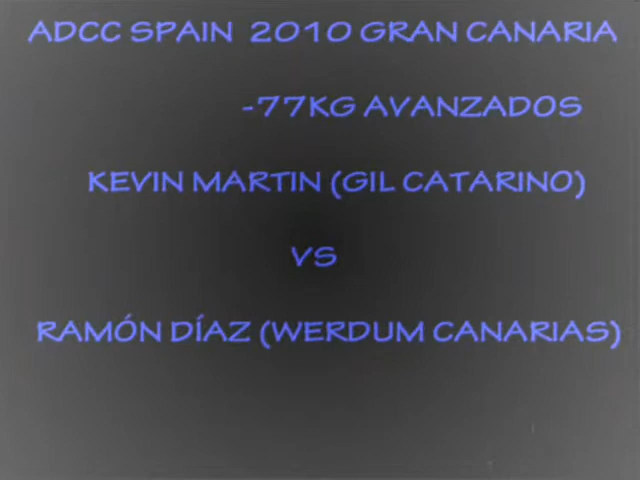 ADCC SPAIN 2010 GRAN CANARIA
-77KG AVANZADOS
KEVIN MARTIN (GIL CATARINO)
VS
RAMÓN DÍAZ (WERDUM CANARIAS)